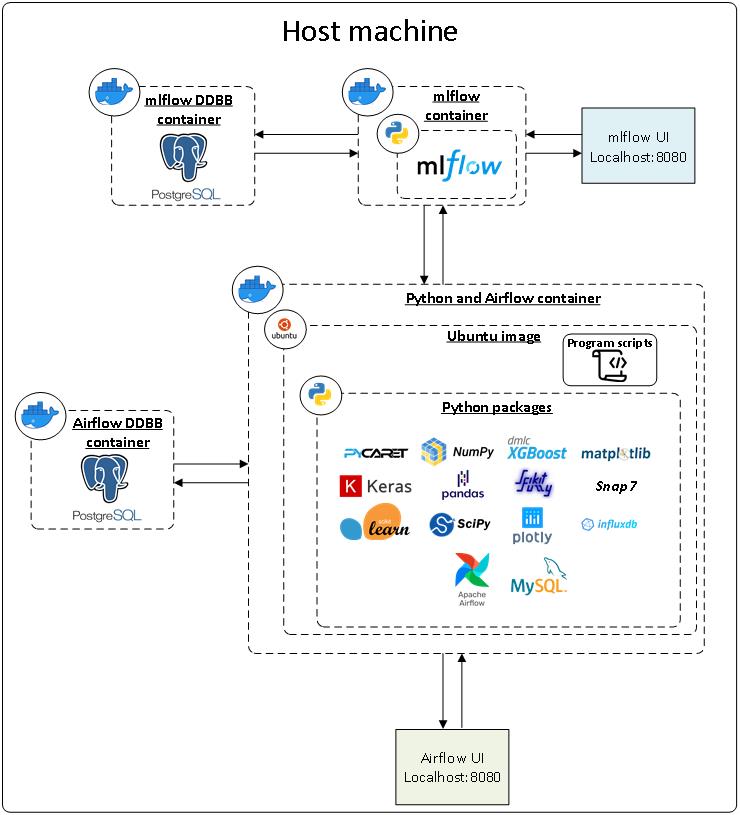 Host machine
mlflow DDBB
container
PostgreSQL
mlflow
container
mlflow
mlflow UI
Localhost:8080
Python and Airflow container
ubuntu
Ubuntu image
Program scripts
Python packages
Airflow DDBB
container
PostgreSQL
PYCARET
NumPy
dmlc
XGBoost
matplotlib
K Keras
pandas
Scikit
Fuzzy
Snap 7
scikit
learn
SciPy
plotly
influxdb
Apache
Airflow
MySQL
Airflow UI
Localhost:8080